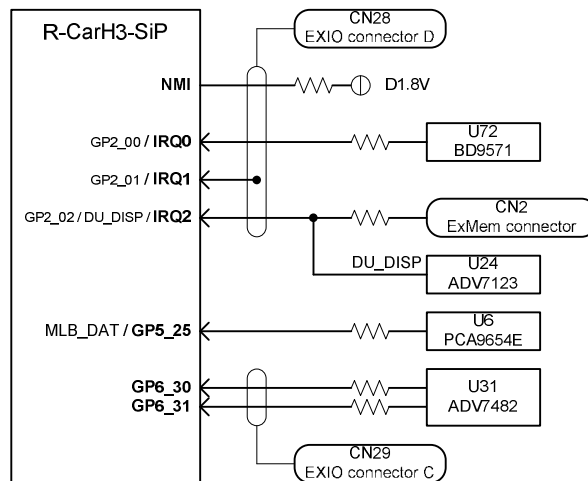 CN28
EXIO connector D
R-CarH3-SiP
NMI
D1.8V
U72
BD9571
GP2_00 / IRQ0
GP2_01 / IRQ1
CN2
ExMem connector
GP2_02 / DU_DISP / IRQ2
DU_DISP
U24
ADV7123
U6
PCA9654E
MLB_DAT / GP5_25
U31
ADV7482
GP6_30
GP6_31
CN29
EXIO connector C